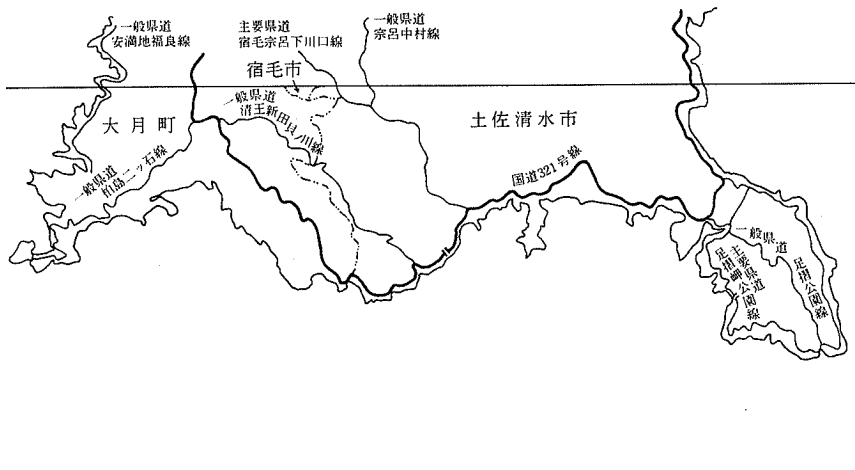 一般県道
安満地福良線
主要県道
宿毛宗呂下川口線
一般県道
宗呂中村線
宿毛市
一般県道
清王新田貝ノ川線
大月町
土佐清水市
一般県道
柏島二ッ石線
国道321号線
一般県道
足摺公園線
主要県道
足摺岬公園線